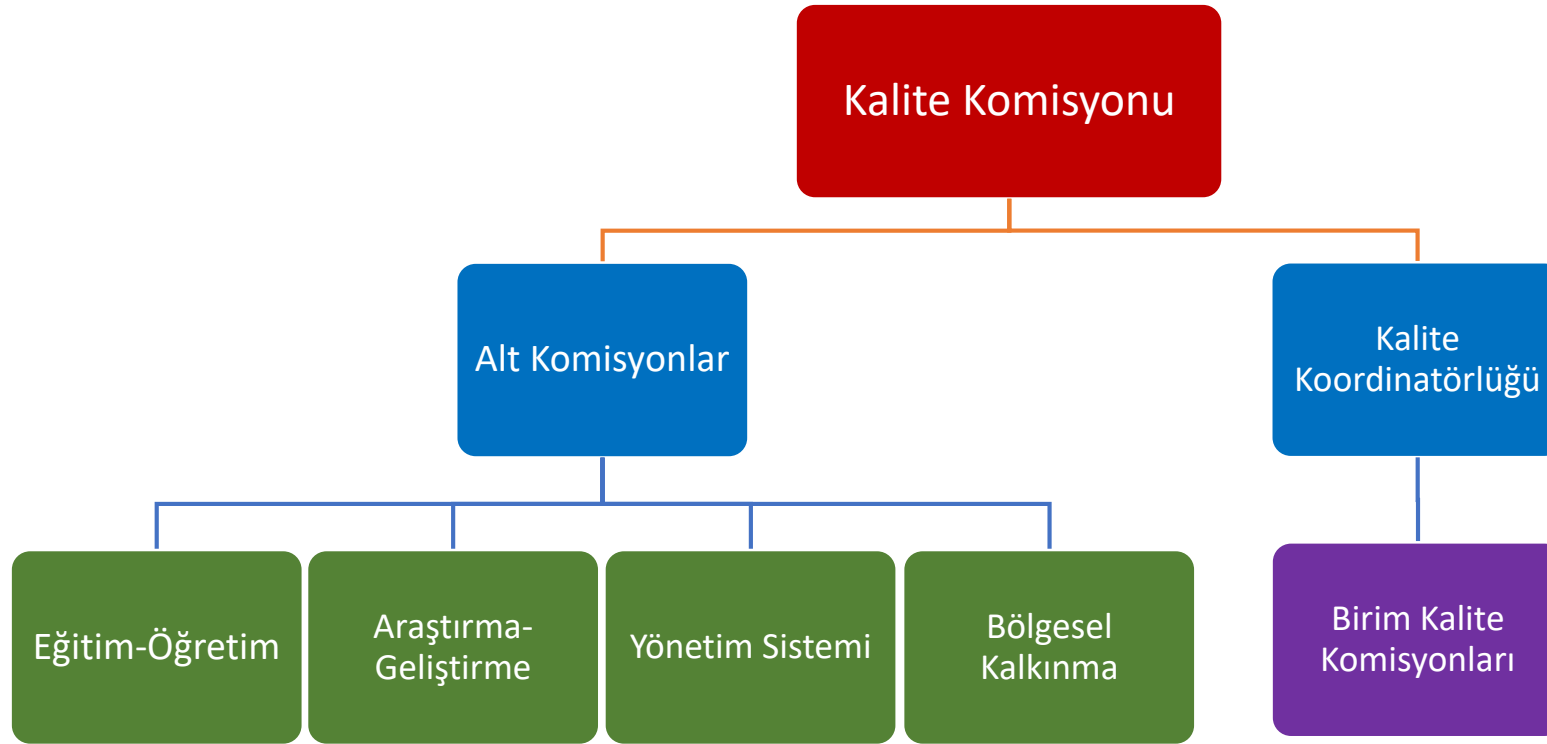 Kalite Komisyonu
Alt Komisyonlar
Kalite
Koordinatörlüğü
Eğitim-Öğretim
Araştırma-
Geliştirme
Yönetim Sistemi
Bölgesel
Kalkınma
Birim Kalite
Komisyonları